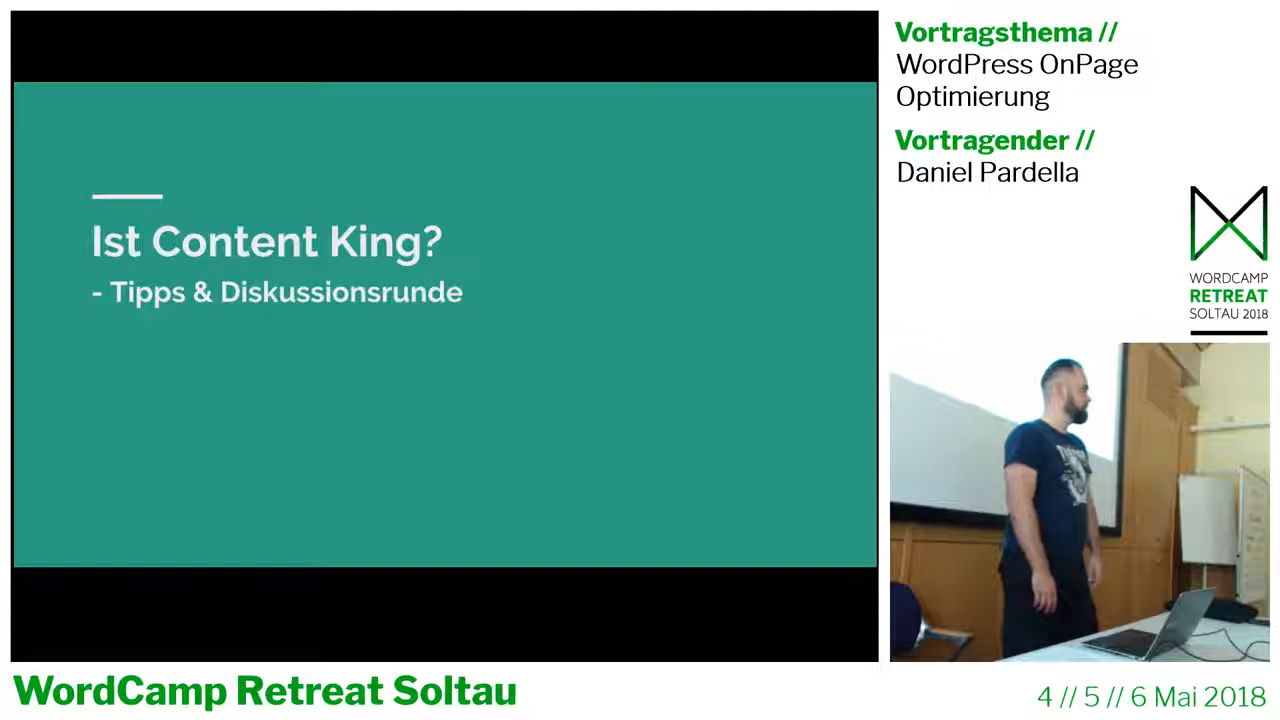 Ist Content King?
- Tipps & Diskussionsrunde
Vortragsthema //
WordPress OnPage
Optimierung
Vortragender //
Daniel Pardella
WORDCAMP
RETREAT
SOLTAU 2018
WordCamp Retreat Soltau
4 // 5 // 6 Mai 2018